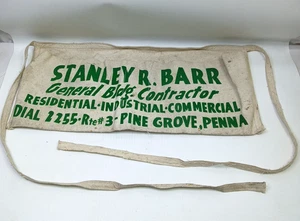 STANLEY R. BARR
General Bldg Contractor
RESIDENTIAL·INDUSTRIAL·COMMERCIAL
DIAL 2255·Rte#3·PINE GROVE, PENNA